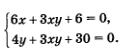 6x + 3xy + 6 = 0,
4y + 3xy + 30 = 0.